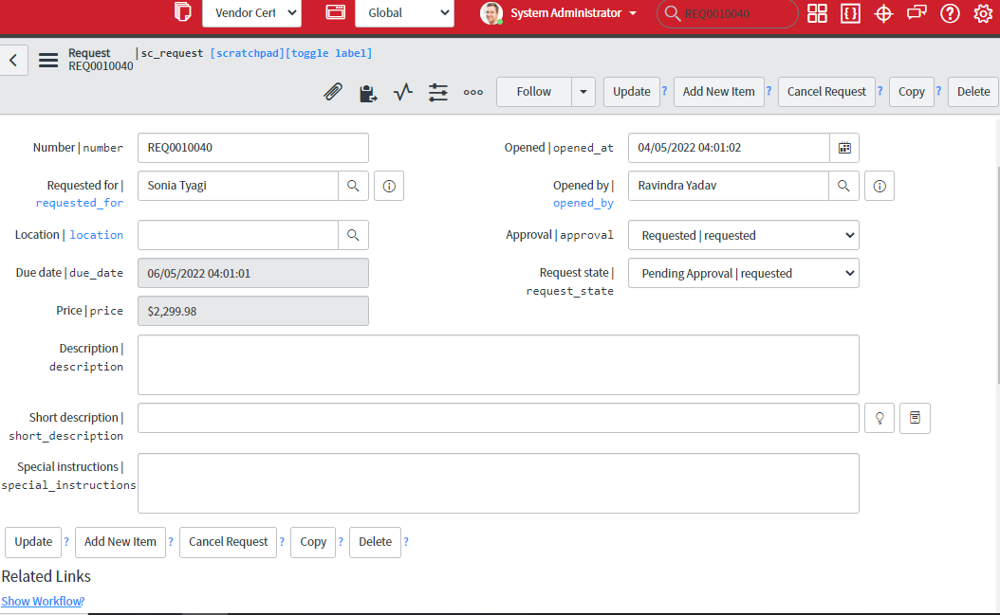 Vendor Cert
Global
System Administrator
REQ0010040
Request
REQ0010040
|sc_request [scratchpad][toggle label]
Follow
Update ?
Add New Item ?
Cancel Request ?
Copy ?
Delete
Number | number
REQ0010040
Opened | opened_at
04/05/2022 04:01:02
Requested for |
requested_for
Sonia Tyagi
Opened by |
opened_by
Ravindra Yadav
Location | location
Approval | approval
Requested | requested
Due date | due_date
06/05/2022 04:01:01
Request state |
request_state
Pending Approval | requested
Price | price
$2,299.98
Description |
description
Short description |
short_description
Special instructions |
special_instructions
Update ?
Add New Item ?
Cancel Request ?
Copy ?
Delete ?
Related Links
Show Workflow?